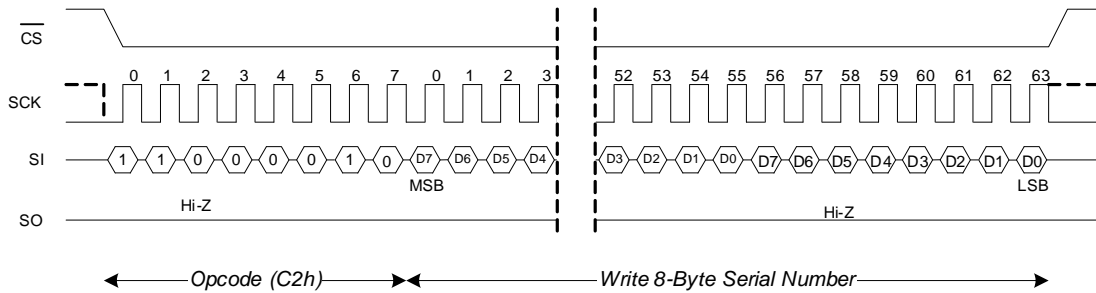 CS
0 1 2 3 4 5 6 7 0 1 2 3 52 53 54 55 56 57 58 59 60 61 62 63
SCK
SI 1 1 0 0 0 0 1 0 D7 D6 D5 D4 D3 D2 D1 D0 D7 D6 D5 D4 D3 D2 D1 D0
MSB LSB
Hi-Z Hi-Z
SO
Opcode (C2h) Write 8-Byte Serial Number